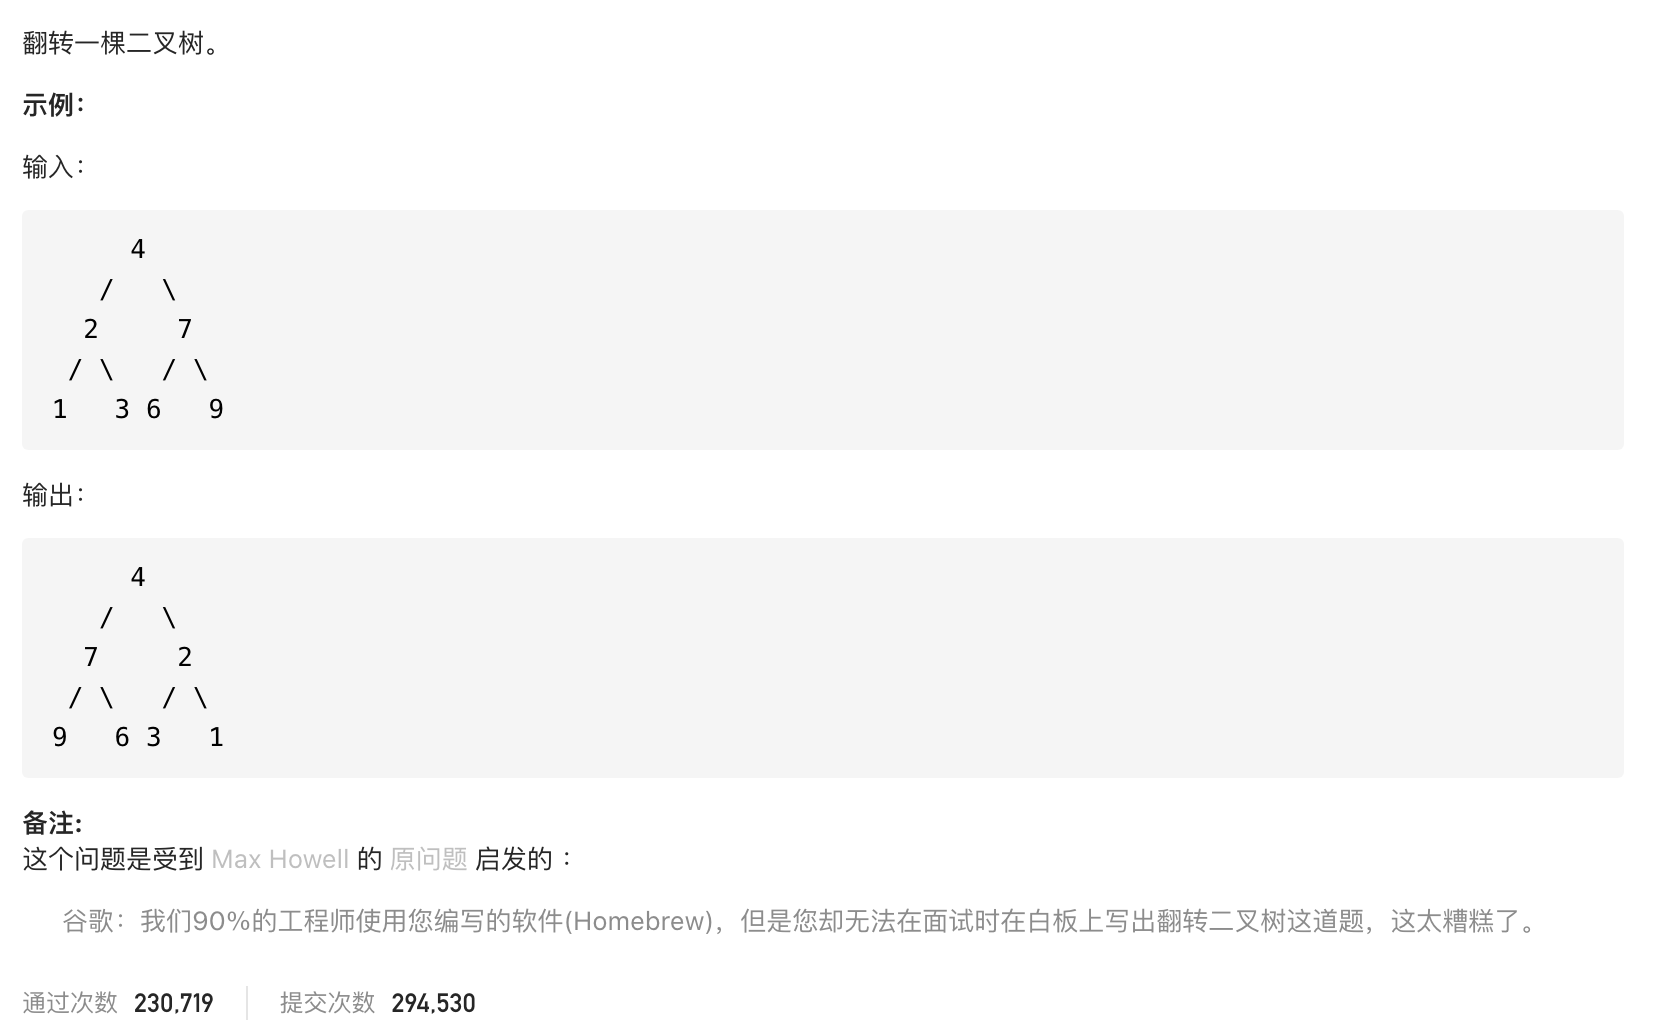 翻转一棵二叉树。
示例：
输入：
     4
   /   \
  2     7
 / \   / \
1   3 6   9
输出：
     4
   /   \
  7     2
 / \   / \
9   6 3   1
备注:
这个问题是受到 Max Howell 的 原问题 启发的 ：
谷歌：我们90%的工程师使用您编写的软件(Homebrew)，但是您却无法在面试时在白板上写出翻转二叉树这道题，这太糟糕了。
通过次数 230,719 提交次数 294,530